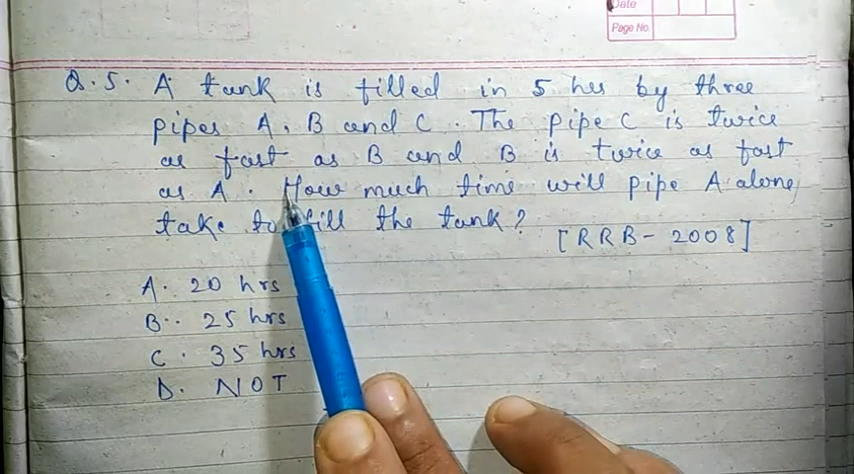 Date
Page No.
Q.5. A tank is filled in 5 hrs by three
pipes A, B and C. The pipe C is twice
as fast as B and B is twice as fast
as A. How much time will pipe A alone
take to fill the tank?
[RRB-2008]
A. 20 hrs
B. 25 hrs
C. 35 hrs
D. NOT